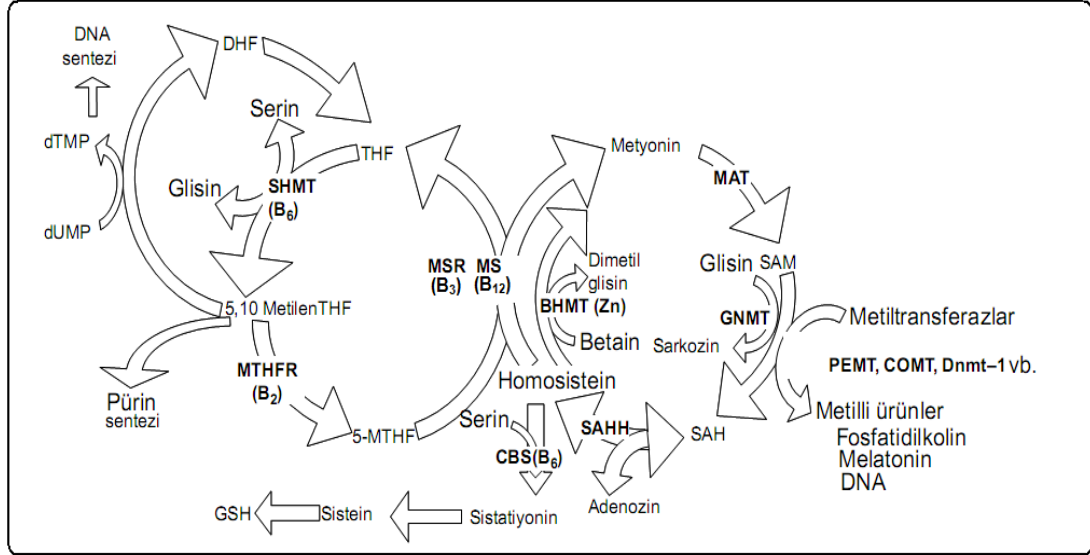 DNA
sentezi
DHF
Serin
dTMP
THF
Metyonin
MAT
Glisin
SHMT
(B6)
dUMP
MSR
(B3)
MS
(B12)
Dimetil
glisin
Glisin
SAM
BHMT (Zn)
5,10 MetilenTHF
GNMT
Metiltransferazlar
Betain
Sarkozin
MTHFR
(B2)
PEMT, COMT, Dnmt–1 vb.
Homosistein
Pürin
sentezi
Serin
SAHH
Metilli ürünler
5-MTHF
SAH
Fosfatidilkolin
CBS(B6)
Melatonin
DNA
Adenozin
GSH
Sistein
Sistatiyonin